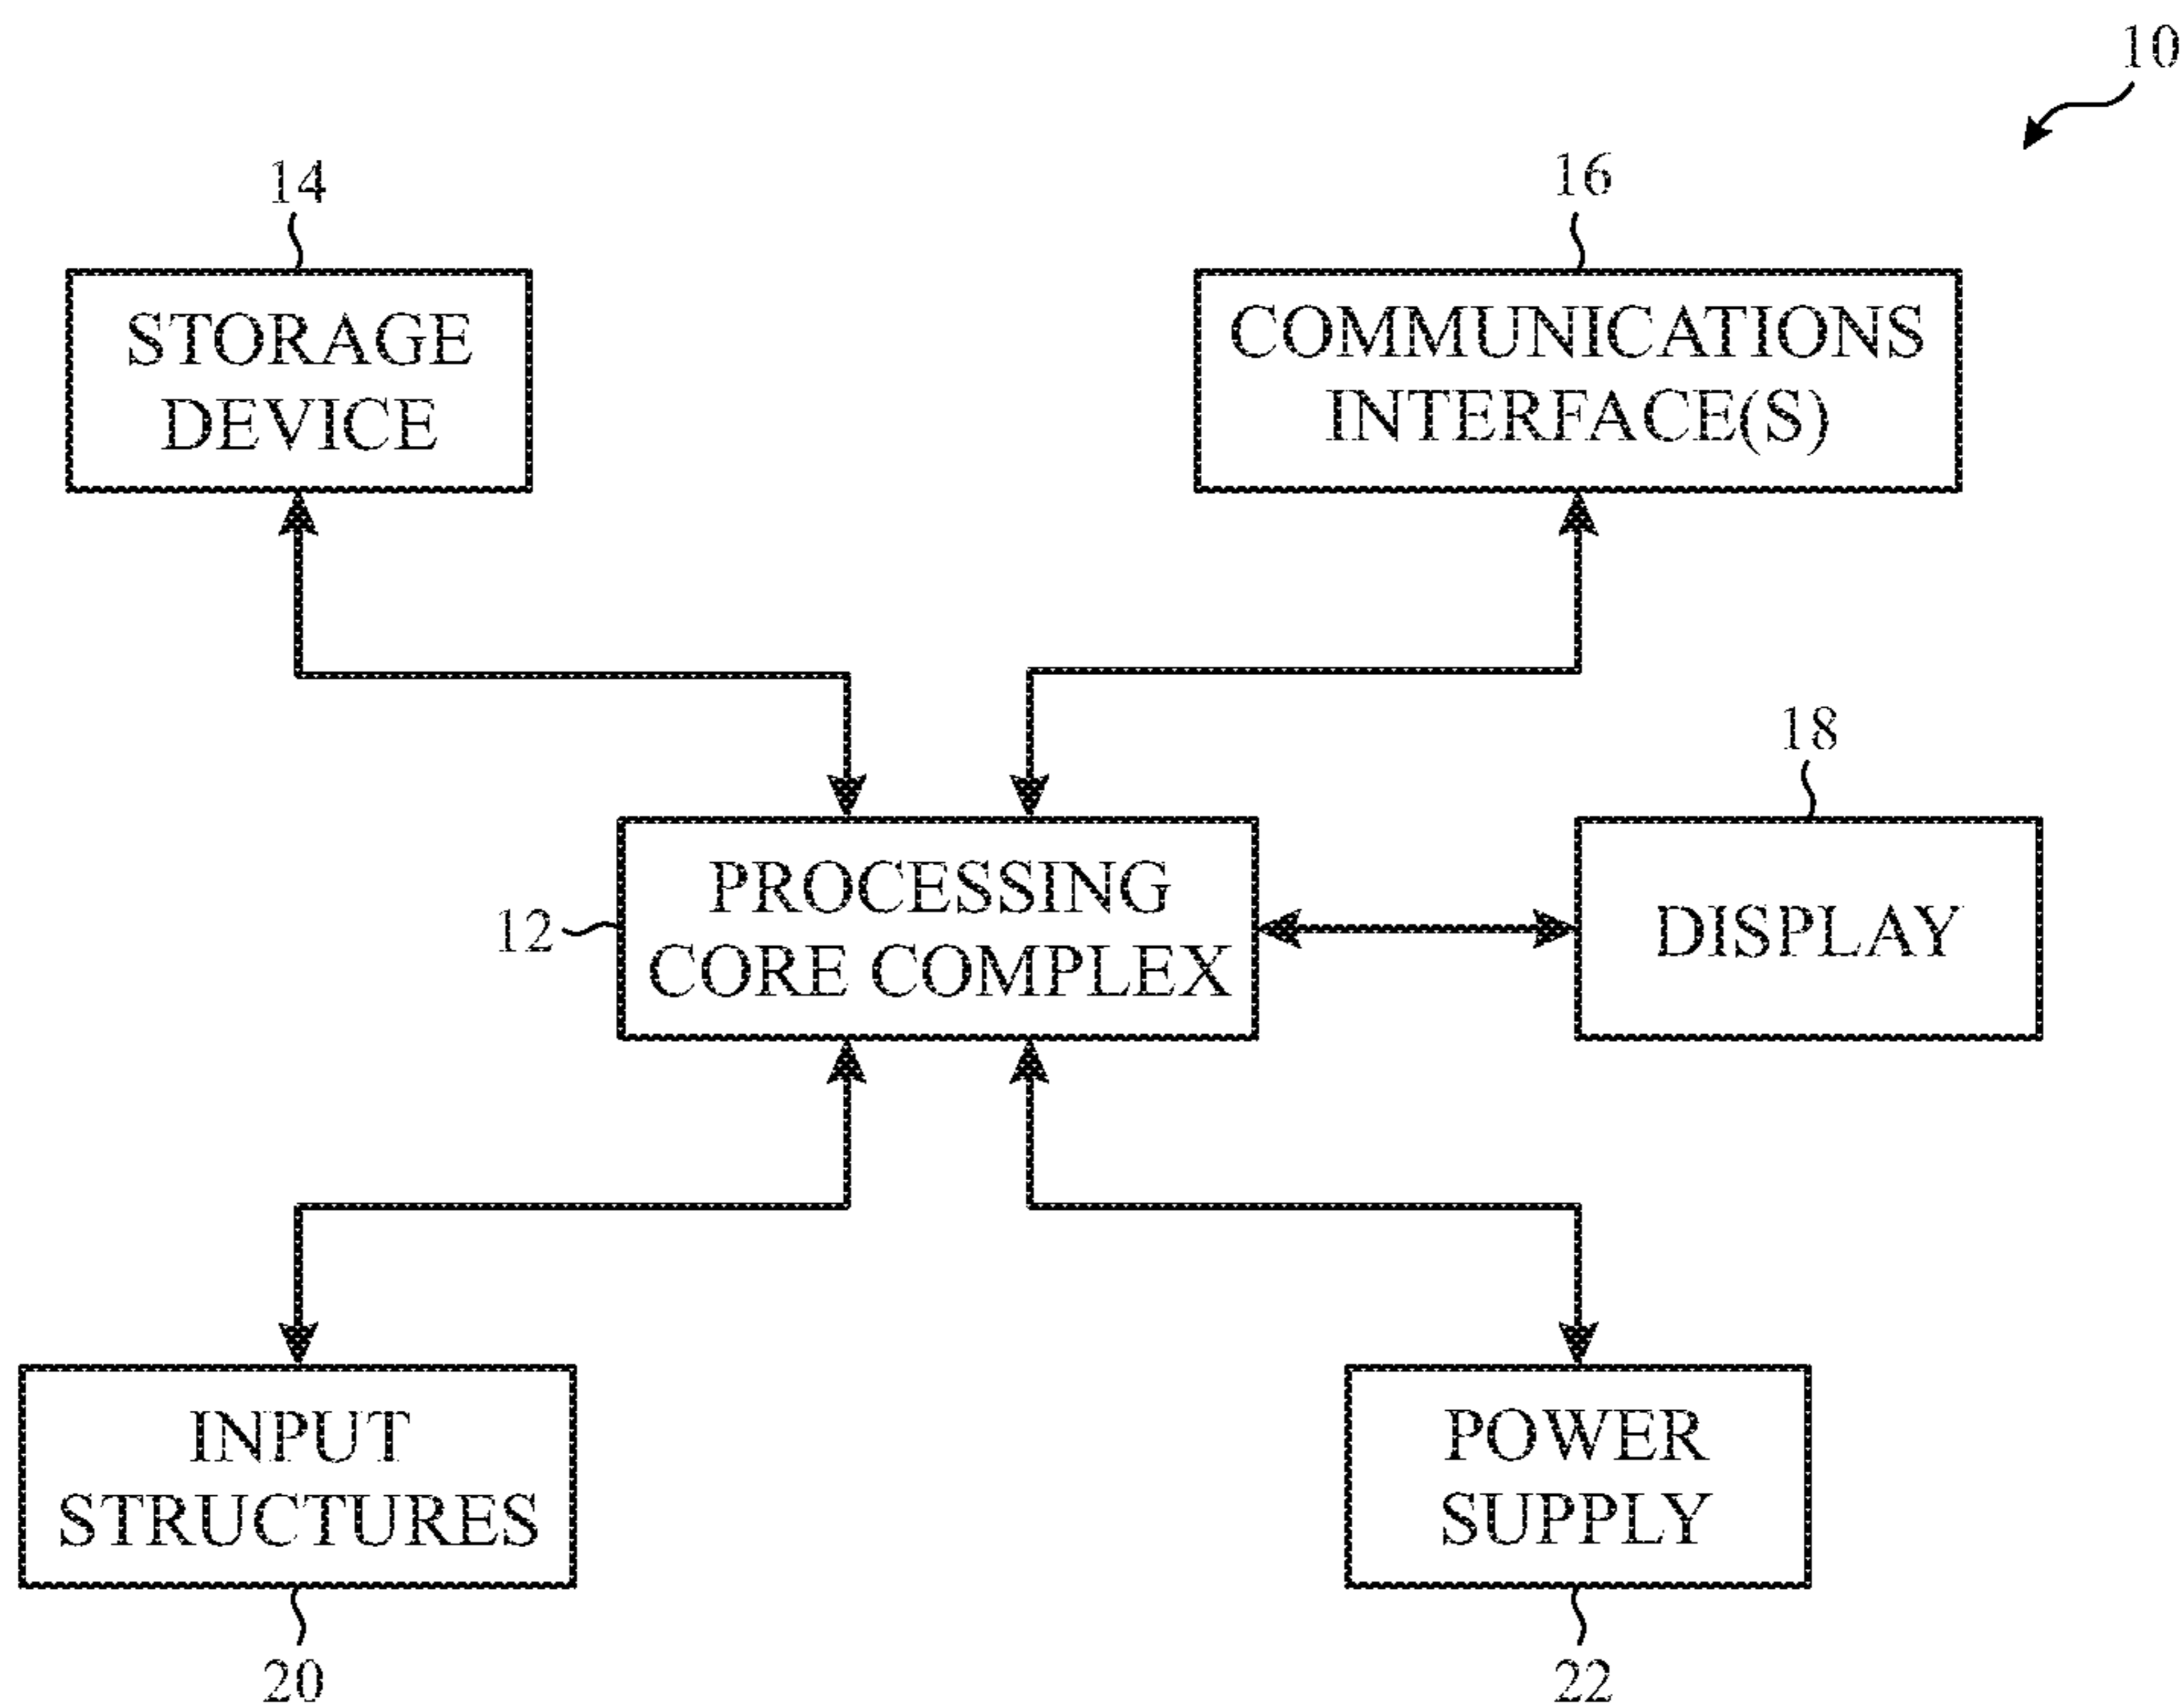 10
14
16
STORAGE
DEVICE
COMMUNICATIONS
INTERFACE(S)
18
12
PROCESSING
CORE COMPLEX
DISPLAY
INPUT
STRUCTURES
POWER
SUPPLY
20
22